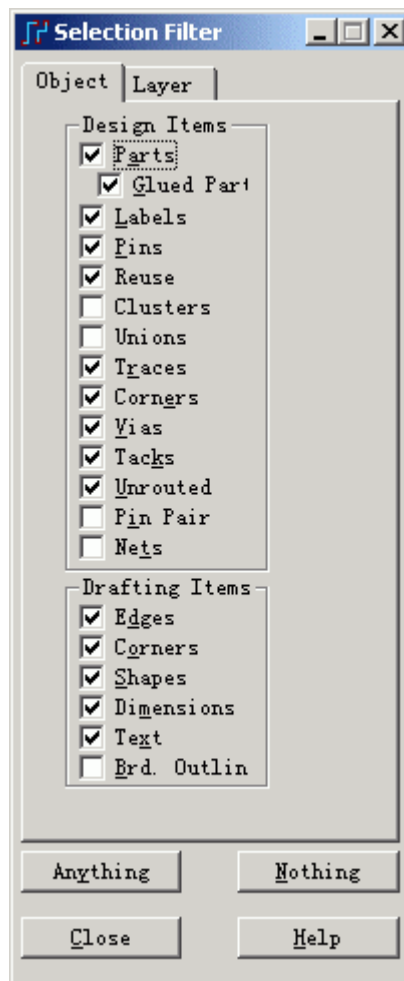 Selection Filter
Object Layer
Design Items
Parts
Glued Part
Labels
Pins
Reuse
Clusters
Unions
Traces
Corners
Vias
Tacks
Unrouted
Pin Pair
Nets
Drafting Items
Edges
Corners
Shapes
Dimensions
Text
Brd. Outlin
Anything Nothing
Close Help